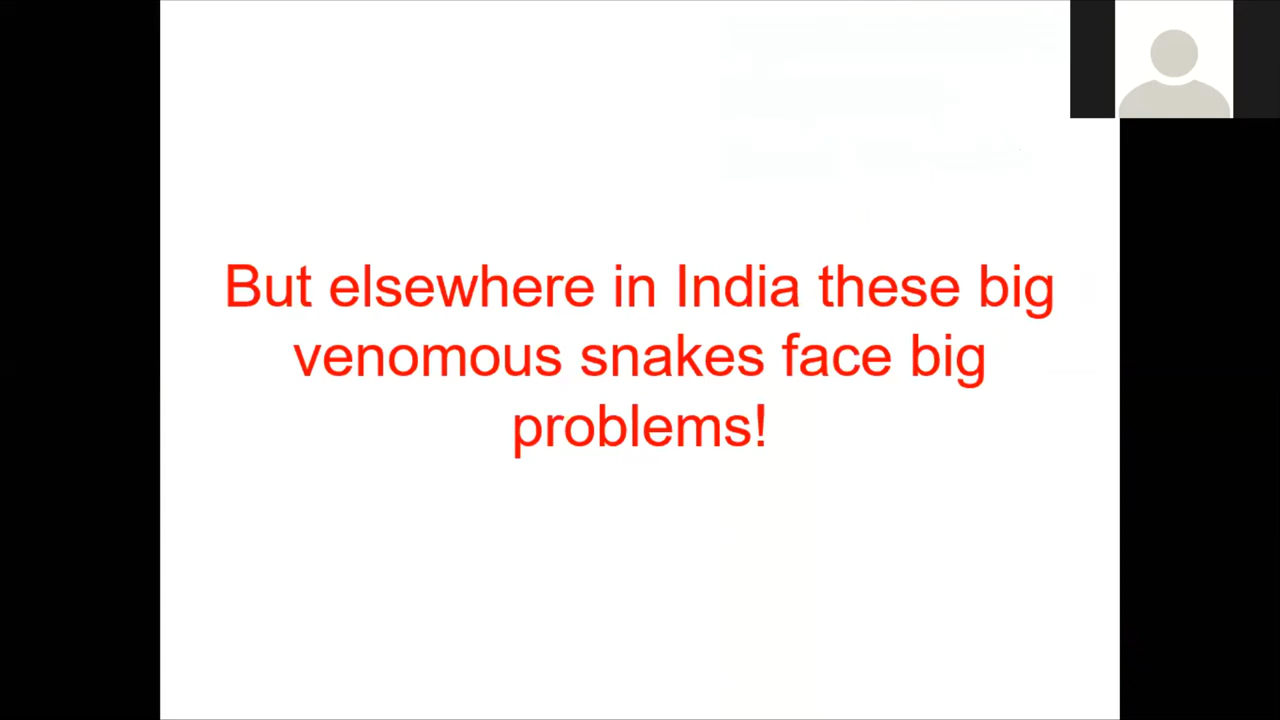 But elsewhere in India these big
venomous snakes face big
problems!